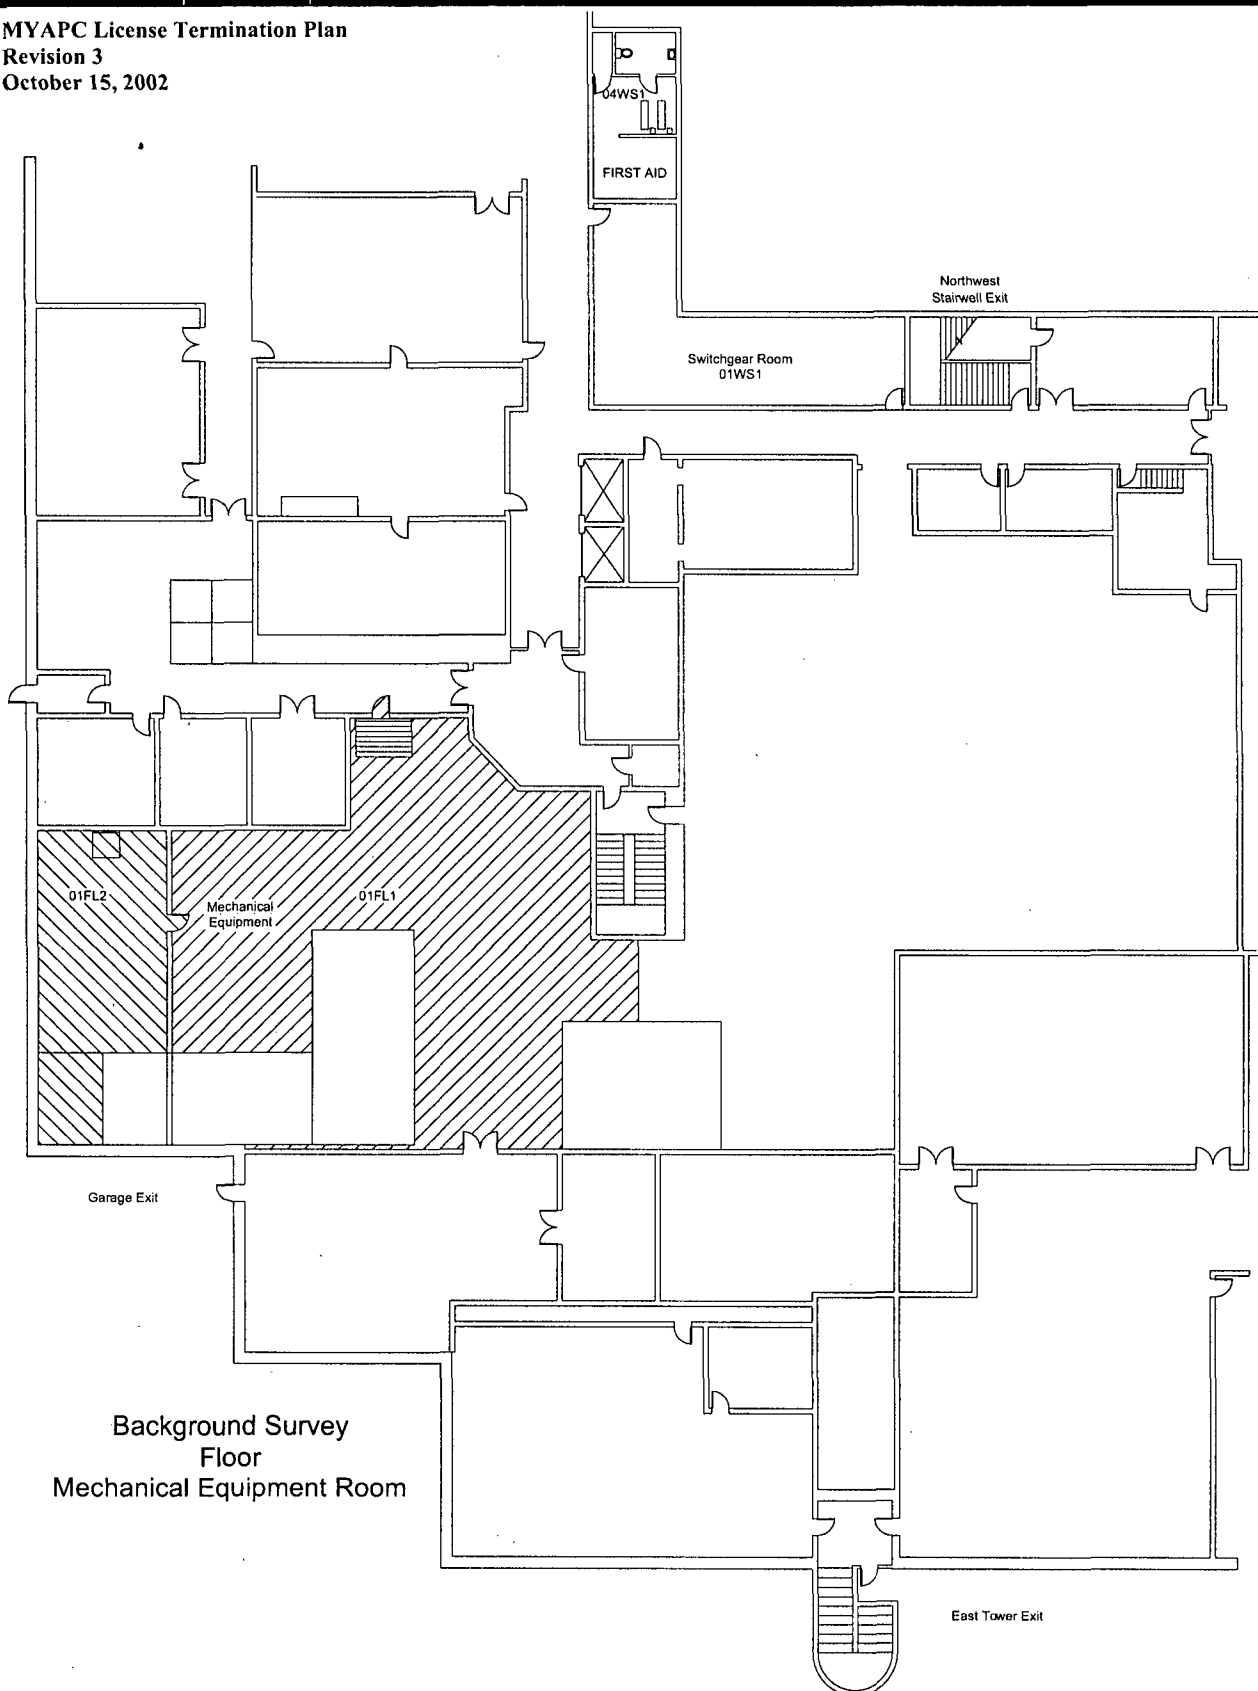 MYAPC License Termination Plan
Revision 3
October 15, 2002
04WS1
FIRST AID
Northwest
Stairwell Exit
Switchgear Room
01WS1
01FL2
Mechanical
Equipment
01FL1
Garage Exit
Background Survey
Floor
Mechanical Equipment Room
East Tower Exit